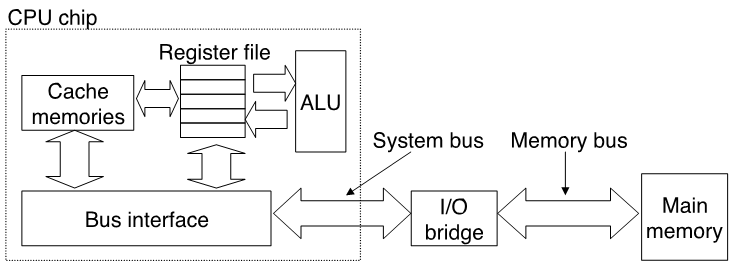 CPU chip
Register file
Cache
memories
ALU
System bus
Memory bus
Bus interface
I/O
bridge
Main
memory